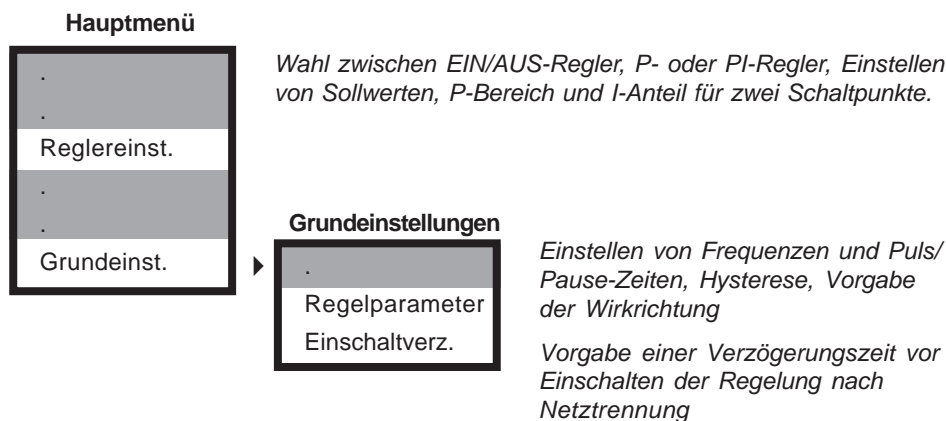 Hauptmenü
.
.
Reglereinst.
.
.
Grundeinst.
Wahl zwischen EIN/AUS-Regler, P- oder PI-Regler, Einstellen
von Sollwerten, P-Bereich und I-Anteil für zwei Schaltpunkte.
Grundeinstellungen
.
Regelparameter
Einschaltverz.
Einstellen von Frequenzen und Puls/
Pause-Zeiten, Hysterese, Vorgabe
der Wirkrichtung
Vorgabe einer Verzögerungszeit vor
Einschalten der Regelung nach
Netztrennung